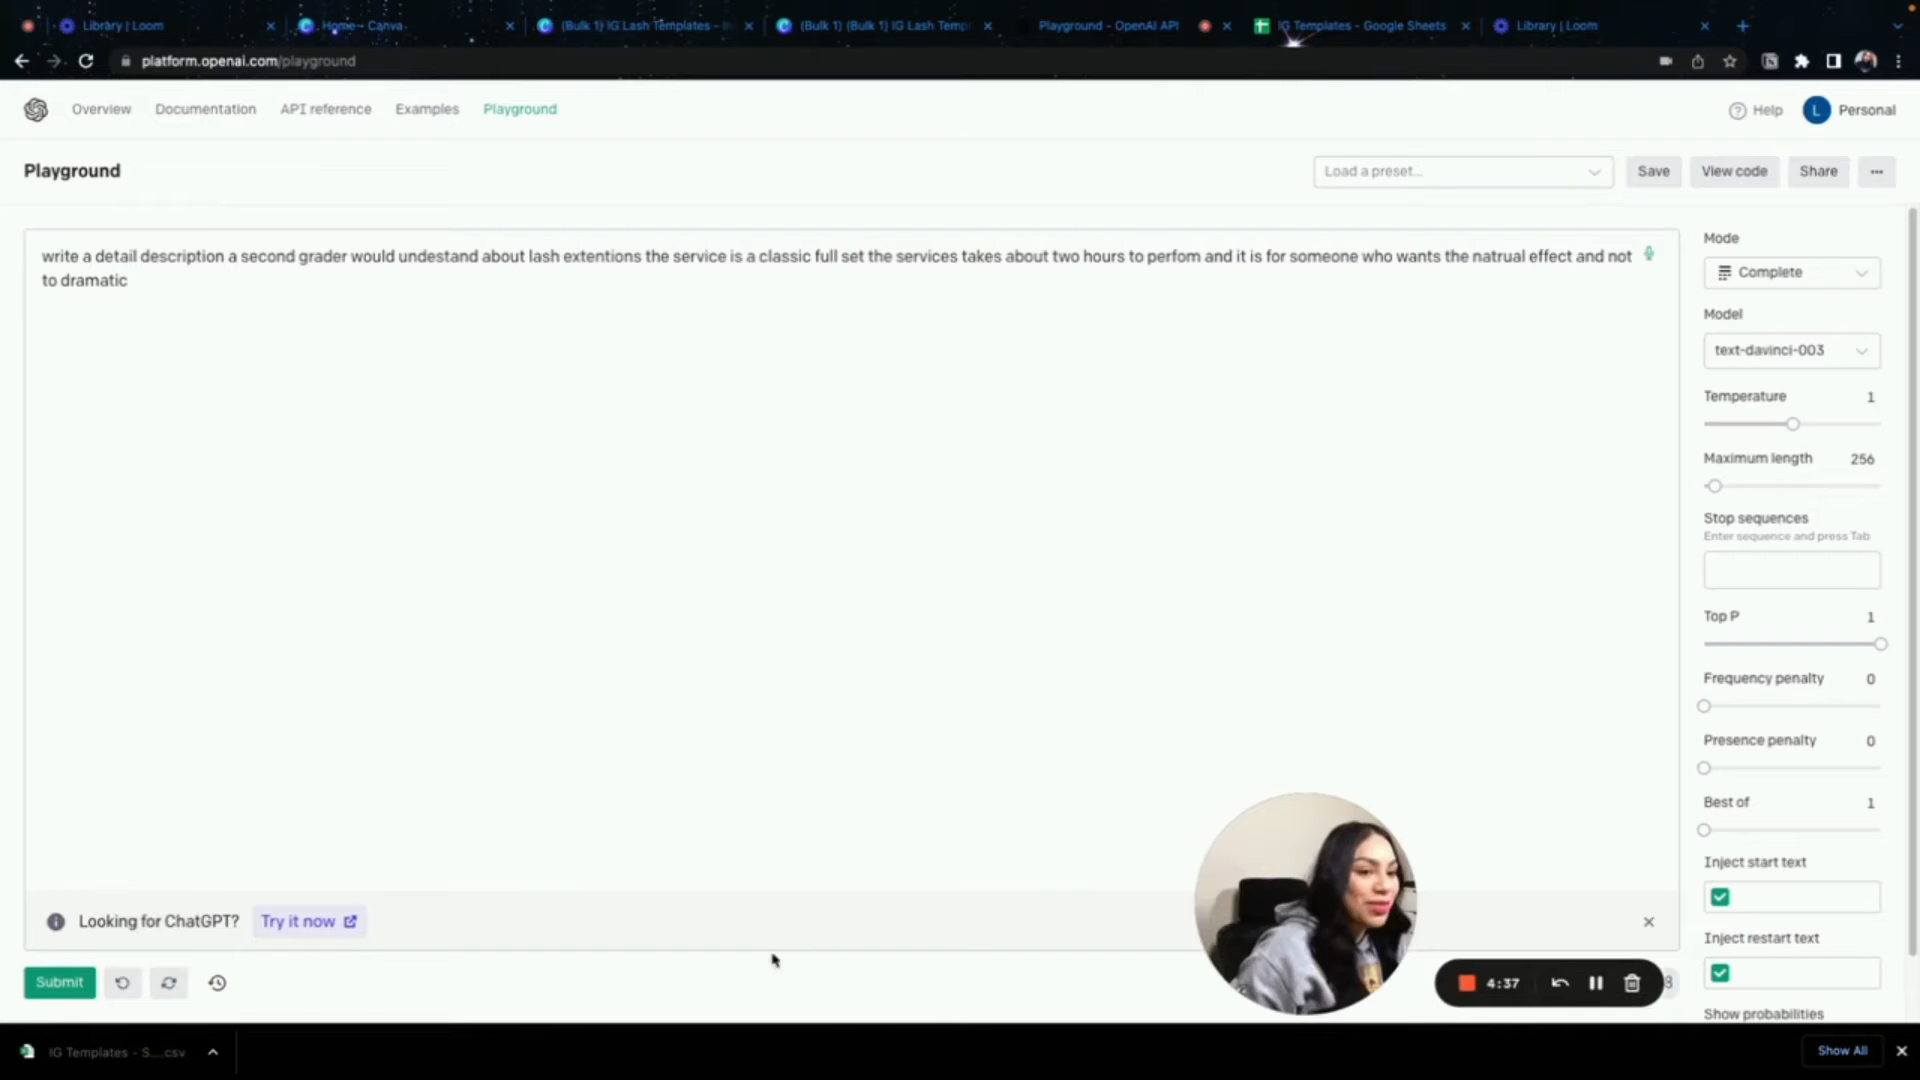 Library | Loom
Home - Canva
(Bulk 1) IG Lash Templates -
(Bulk 1) (Bulk 1) IG Lash Temp
Playground - OpenAI API
IG Templates - Google Sheets
Library | Loom
platform.openai.com/playground
Overview
Documentation
API reference
Examples
Playground
Help
L
Personal
Playground
Load a preset...
Save
View code
Share
write a detail description a second grader would undestand about lash extentions the service is a classic full set the services takes about two hours to perfom and it is for someone who wants the natrual effect and not
to dramatic
Mode
Complete
Model
text-davinci-003
Temperature 1
Maximum length 256
Stop sequences
Enter sequence and press Tab
Top P 1
Frequency penalty 0
Presence penalty 0
Best of 1
Inject start text
Inject restart text
Show probabilities
Looking for ChatGPT? Try it now
Submit
4:37
IG Templates - S....csv
Show All